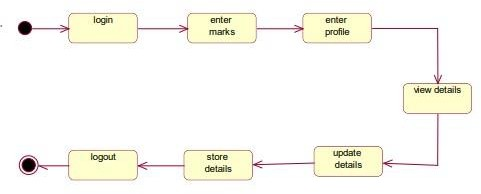 login
enter
marks
enter
profile
view details
update
details
store
details
logout